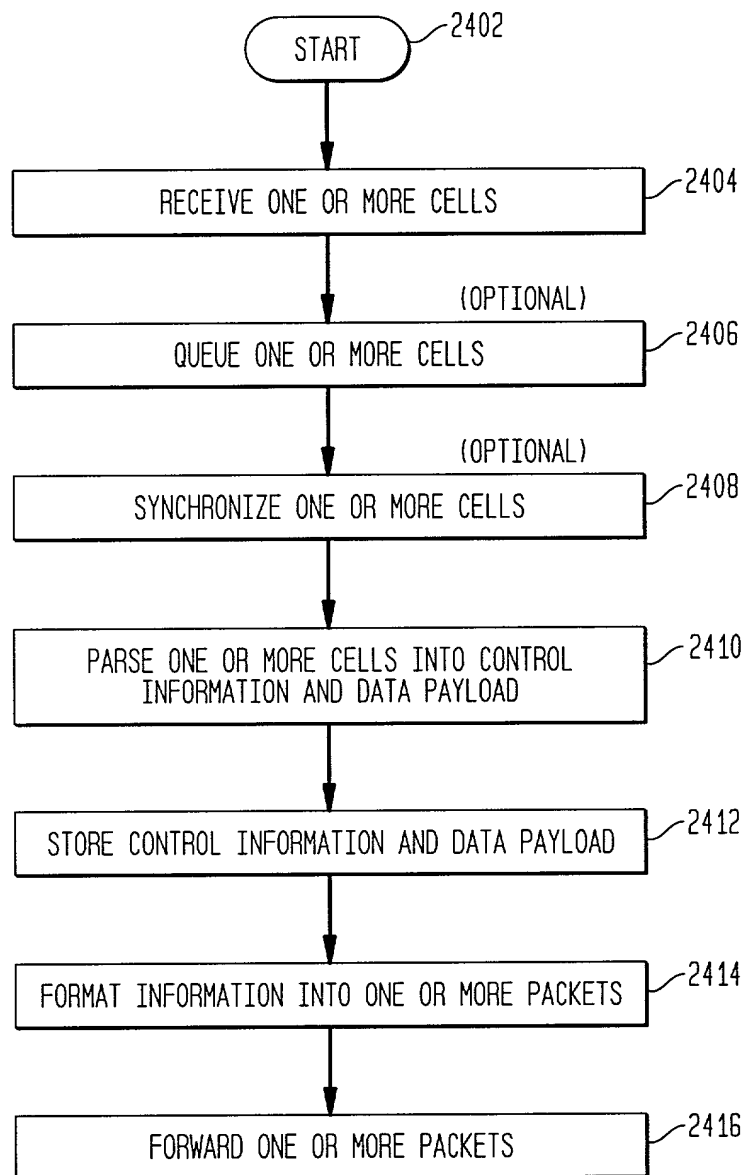 START
2402
RECEIVE ONE OR MORE CELLS
2404
(OPTIONAL)
QUEUE ONE OR MORE CELLS
2406
(OPTIONAL)
SYNCHRONIZE ONE OR MORE CELLS
2408
PARSE ONE OR MORE CELLS INTO CONTROL
INFORMATION AND DATA PAYLOAD
2410
STORE CONTROL INFORMATION AND DATA PAYLOAD
2412
FORMAT INFORMATION INTO ONE OR MORE PACKETS
2414
FORWARD ONE OR MORE PACKETS
2416